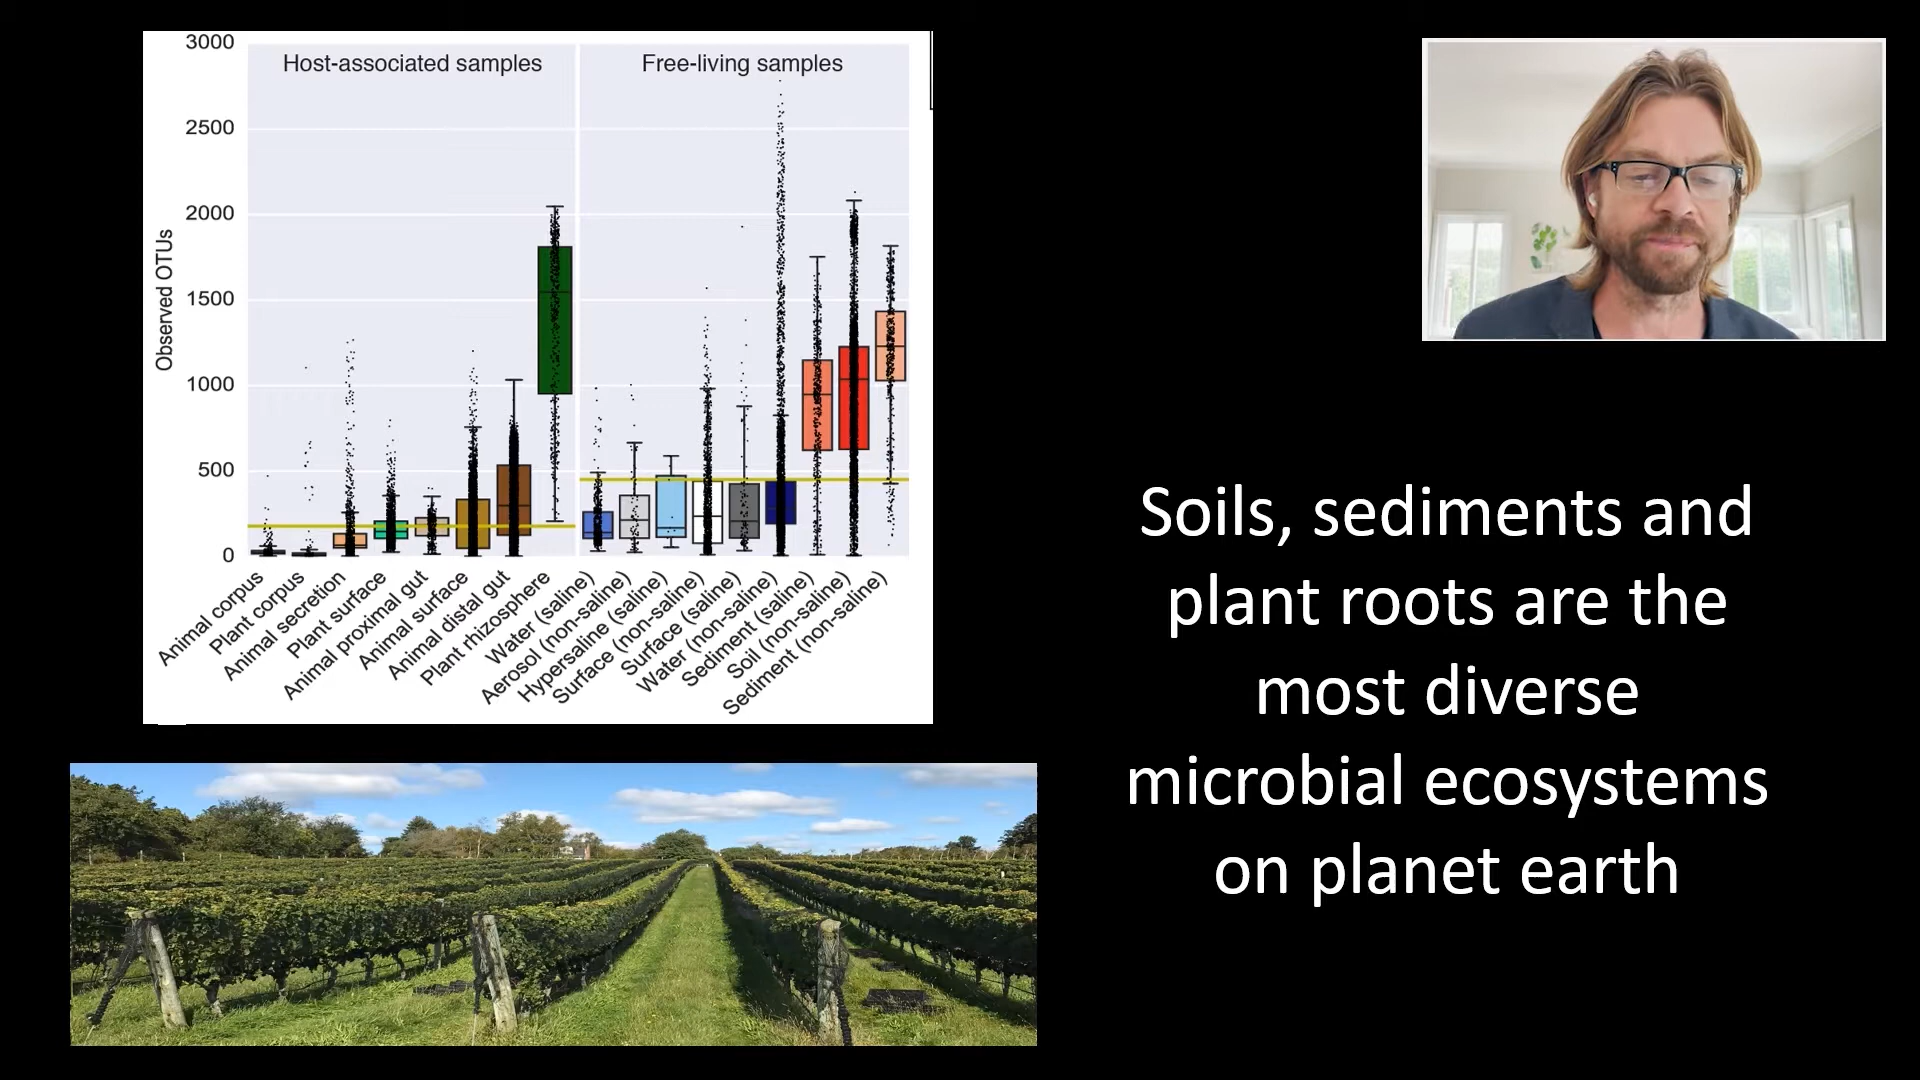 3000
Host-associated samples
Free-living samples
2500
2000
1500
1000
500
0
Observed OTUs
Animal corpus
Plant corpus
Animal secretion
Plant surface
Animal proximal gut
Animal surface
Animal distal gut
Plant rhizosphere
Water (saline)
Aerosol (non-saline)
Hypersaline (saline)
Surface (non-saline)
Surface (saline)
Water (non-saline)
Sediment (saline)
Soil (non-saline)
Sediment (non-saline)
Soils, sediments and
plant roots are the
most diverse
microbial ecosystems
on planet earth